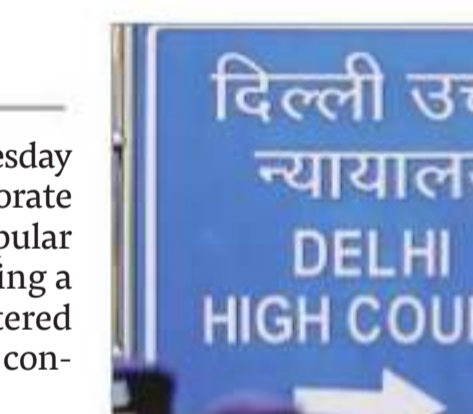 esday
orate
pular
ing a
tered
con-
दिल्ली उच्
न्यायाल
DELHI
HIGH COU